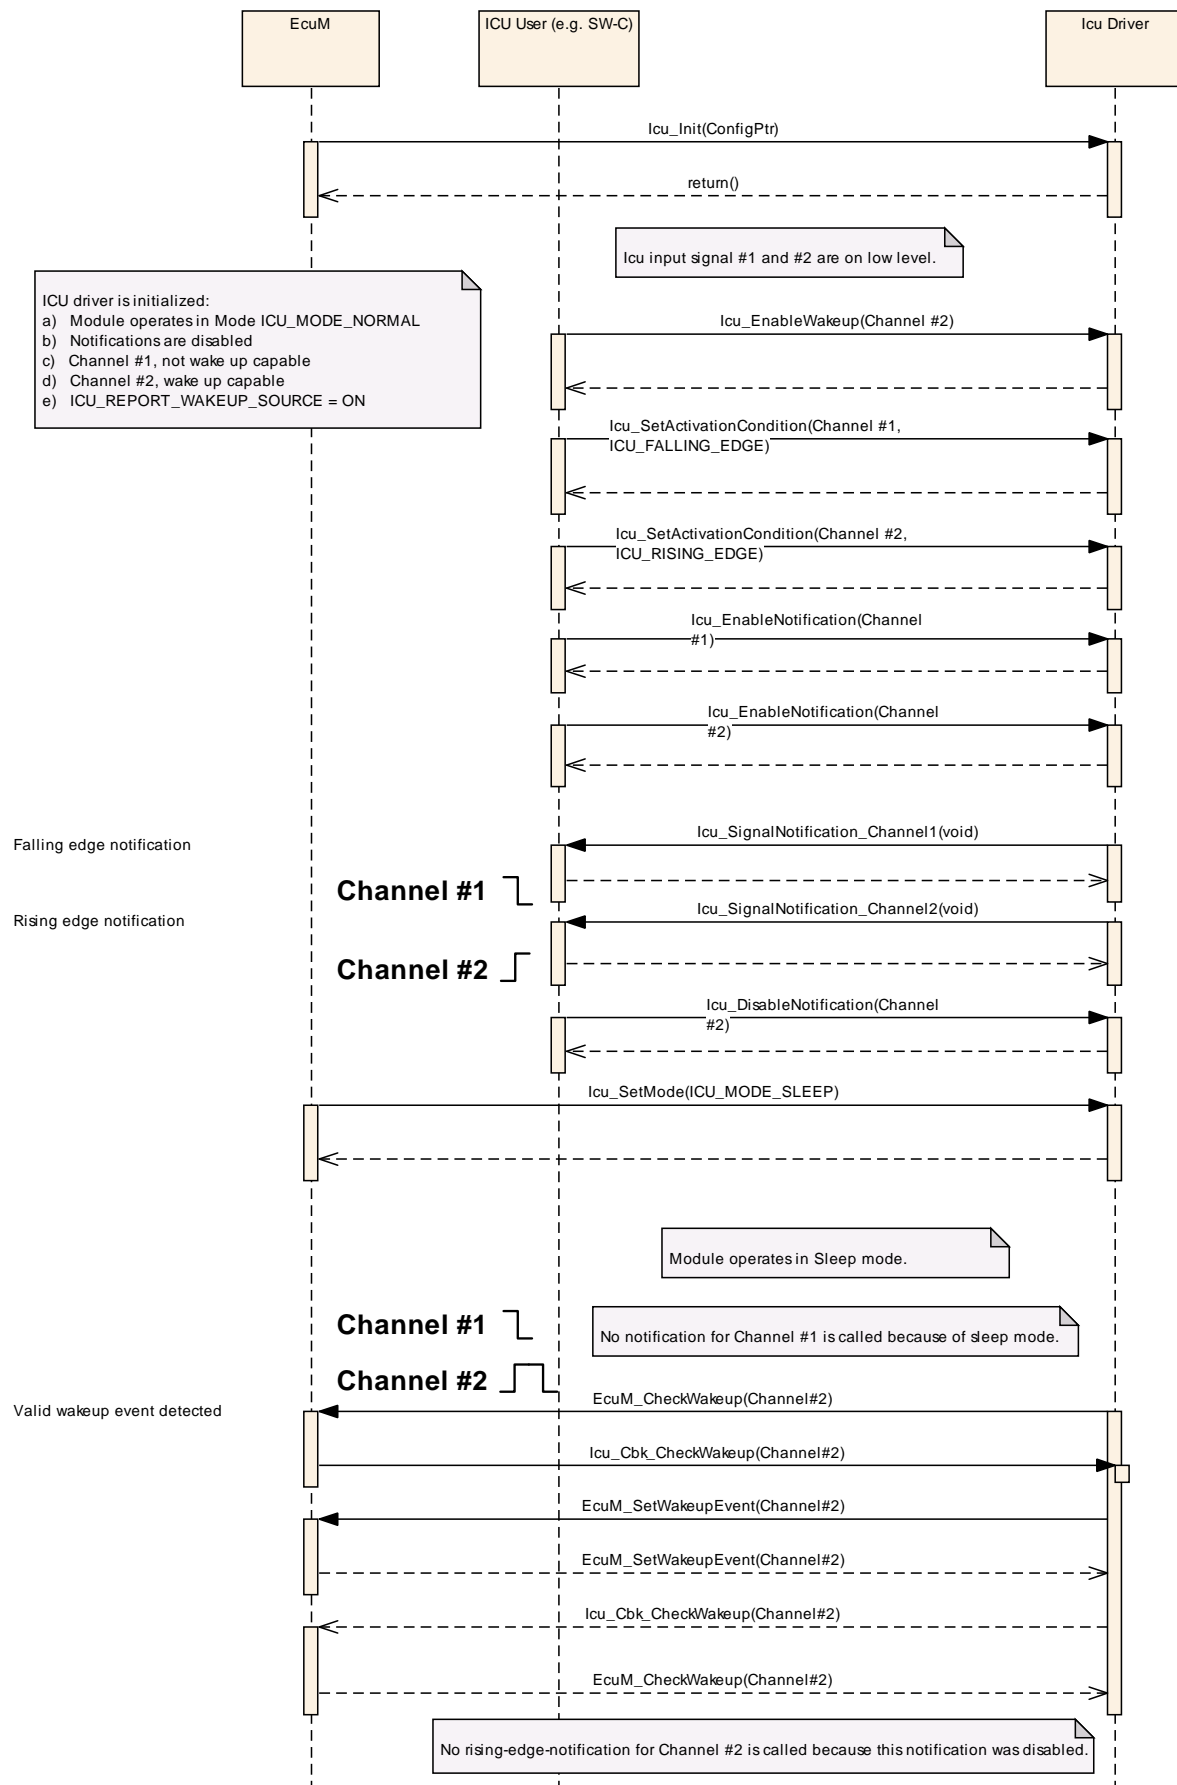 EcuM
ICU User (e.g. SW-C)
Icu Driver
Icu_Init(ConfigPtr)
return()
Icu input signal #1 and #2 are on low level.
ICU driver is initialized:
a) Module operates in Mode ICU_MODE_NORMAL
b) Notifications are disabled
c) Channel #1, not wake up capable
d) Channel #2, wake up capable
e) ICU_REPORT_WAKEUP_SOURCE = ON
Icu_EnableWakeup(Channel #2)
Icu_SetActivationCondition(Channel #1,
ICU_FALLING_EDGE)
Icu_SetActivationCondition(Channel #2,
ICU_RISING_EDGE)
Icu_EnableNotification(Channel
#1)
Icu_EnableNotification(Channel
#2)
Icu_SignalNotification_Channel1(void)
Falling edge notification
Channel #1
Icu_SignalNotification_Channel2(void)
Rising edge notification
Channel #2
Icu_DisableNotification(Channel
#2)
Icu_SetMode(ICU_MODE_SLEEP)
Module operates in Sleep mode.
Channel #1
No notification for Channel #1 is called because of sleep mode.
Channel #2
EcuM_CheckWakeup(Channel#2)
Valid wakeup event detected
Icu_Cbk_CheckWakeup(Channel#2)
EcuM_SetWakeupEvent(Channel#2)
EcuM_SetWakeupEvent(Channel#2)
Icu_Cbk_CheckWakeup(Channel#2)
EcuM_CheckWakeup(Channel#2)
No rising-edge-notification for Channel #2 is called because this notification was disabled.